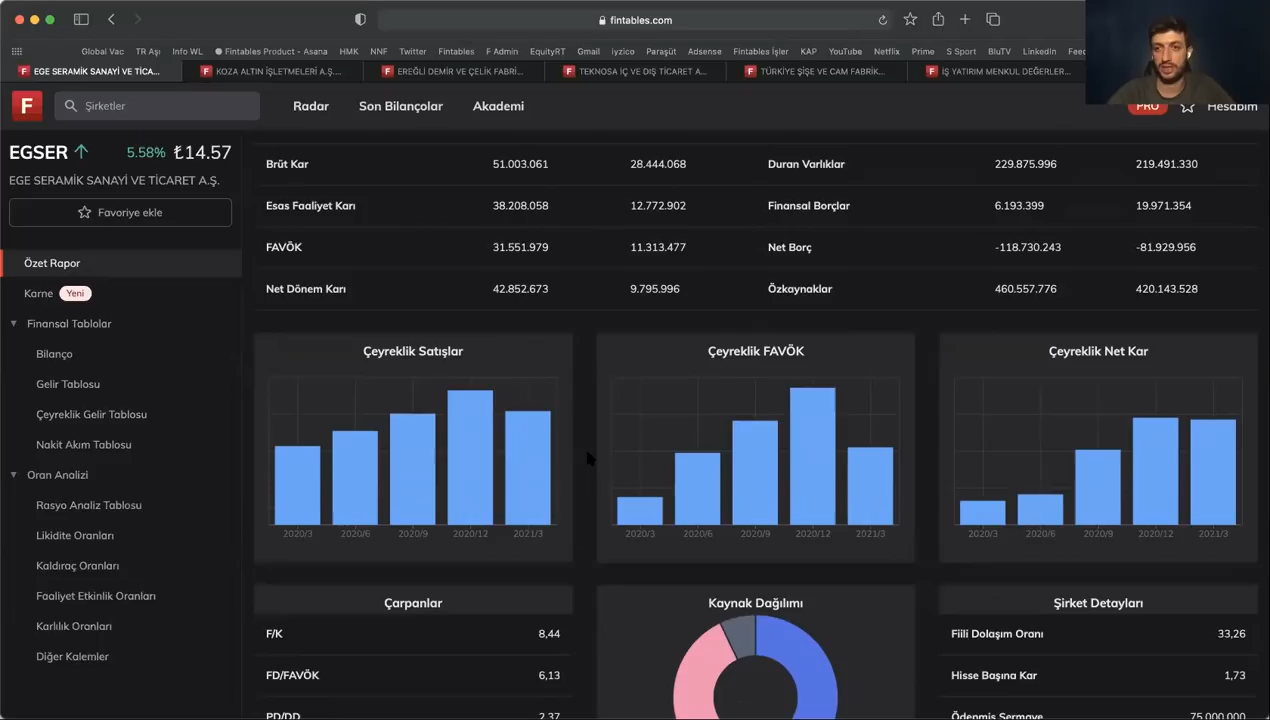 fintables.com
Global Vac TR Aşı Info WL Fintables Product - Asana HMK NNF Twitter Fintables F Admin EquityRT Gmail iyzico Paraşüt Adsense Fintables İşler KAP YouTube Netflix Prime S Sport BluTV LinkedIn Feec
EGE SERAMİK SANAYİ VE TİCA... KOZA ALTIN İŞLETMELERİ A.Ş.... EREĞLİ DEMİR VE ÇELİK FABRİ... TEKNOSA İÇ VE DIŞ TİCARET A... TÜRKİYE ŞİŞE VE CAM FABRİK... İŞ YATIRIM MENKUL DEĞERLER...
F Şirketler Radar Son Bilançolar Akademi PRO Hesabım
EGSER 5.58% ₺14.57
EGE SERAMİK SANAYİ VE TİCARET A.Ş.
Favoriye ekle
Özet Rapor
Karne Yeni
Finansal Tablolar
Bilanço
Gelir Tablosu
Çeyreklik Gelir Tablosu
Nakit Akım Tablosu
Oran Analizi
Rasyo Analiz Tablosu
Likidite Oranları
Kaldıraç Oranları
Faaliyet Etkinlik Oranları
Karlılık Oranları
Diğer Kalemler
Brüt Kar 51.003.061 28.444.068 Duran Varlıklar 229.875.996 219.491.330
Esas Faaliyet Karı 38.208.058 12.772.902 Finansal Borçlar 6.193.399 19.971.354
FAVÖK 31.551.979 11.313.477 Net Borç -118.730.243 -81.929.956
Net Dönem Karı 42.852.673 9.795.996 Özkaynaklar 460.557.776 420.143.528
Çeyreklik Satışlar
2020/3 2020/6 2020/9 2020/12 2021/3
Çeyreklik FAVÖK
2020/3 2020/6 2020/9 2020/12 2021/3
Çeyreklik Net Kar
2020/3 2020/6 2020/9 2020/12 2021/3
Çarpanlar
F/K 8,44
FD/FAVÖK 6,13
PD/DD 2,37
Kaynak Dağılımı
Şirket Detayları
Fiili Dolaşım Oranı 33,26
Hisse Başına Kar 1,73
Ödenmiş Sermaye 75.000.000